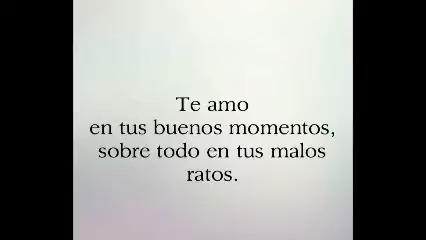 Te amo
en tus buenos momentos,
sobre todo en tus malos
ratos.